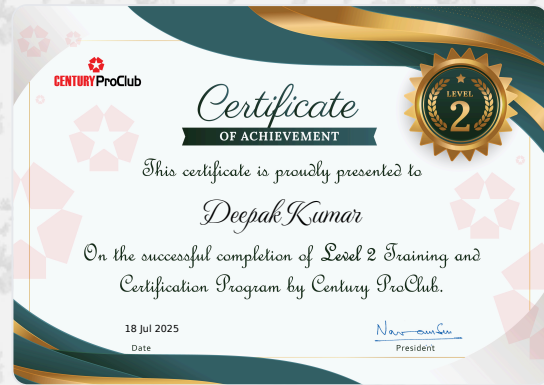 CENTURY ProClub
LEVEL
2
Certificate
OF ACHIEVEMENT
This certificate is proudly presented to
Deepak Kumar
On the successful completion of Level 2 Training and
Certification Program by Century ProClub.
18 Jul 2025
Date
President